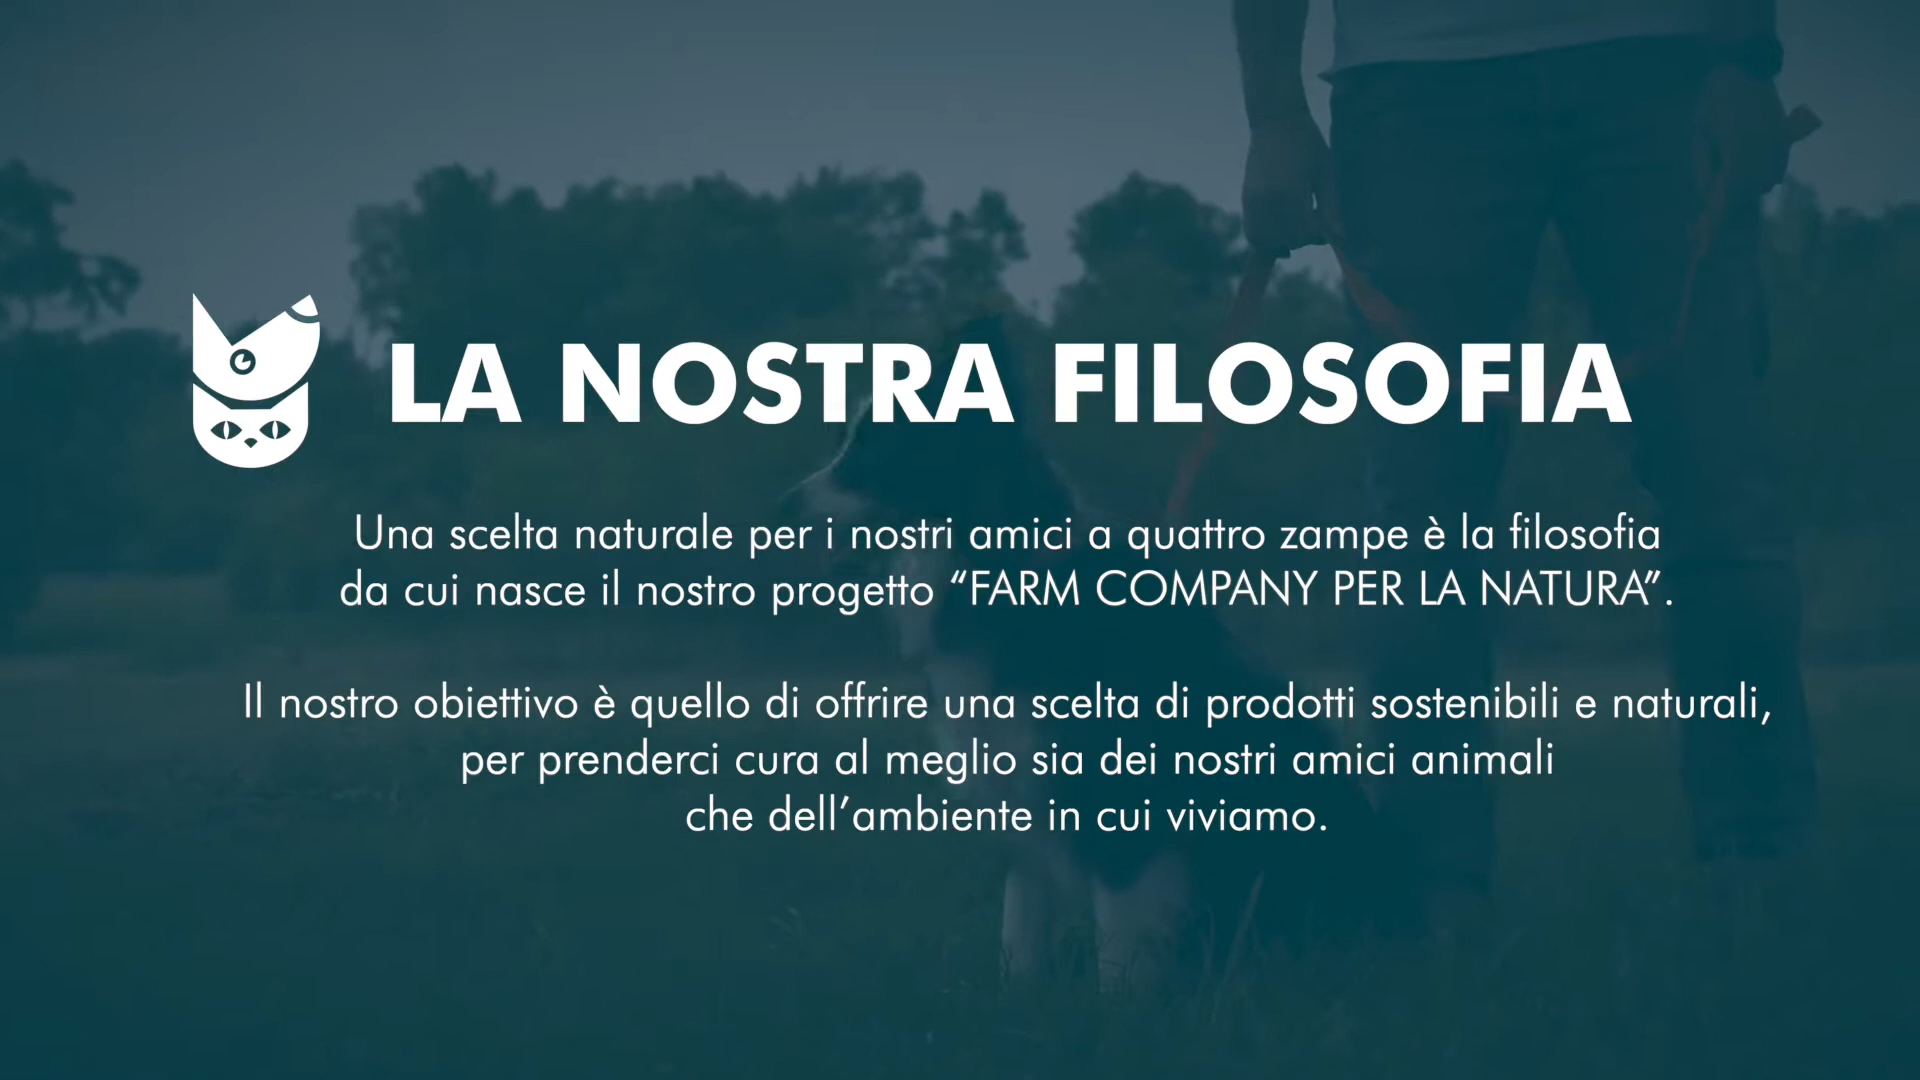 LA NOSTRA FILOSOFIA
Una scelta naturale per i nostri amici a quattro zampe è la filosofia
da cui nasce il nostro progetto “FARM COMPANY PER LA NATURA”.
Il nostro obiettivo è quello di offrire una scelta di prodotti sostenibili e naturali,
per prenderci cura al meglio sia dei nostri amici animali
che dell’ambiente in cui viviamo.